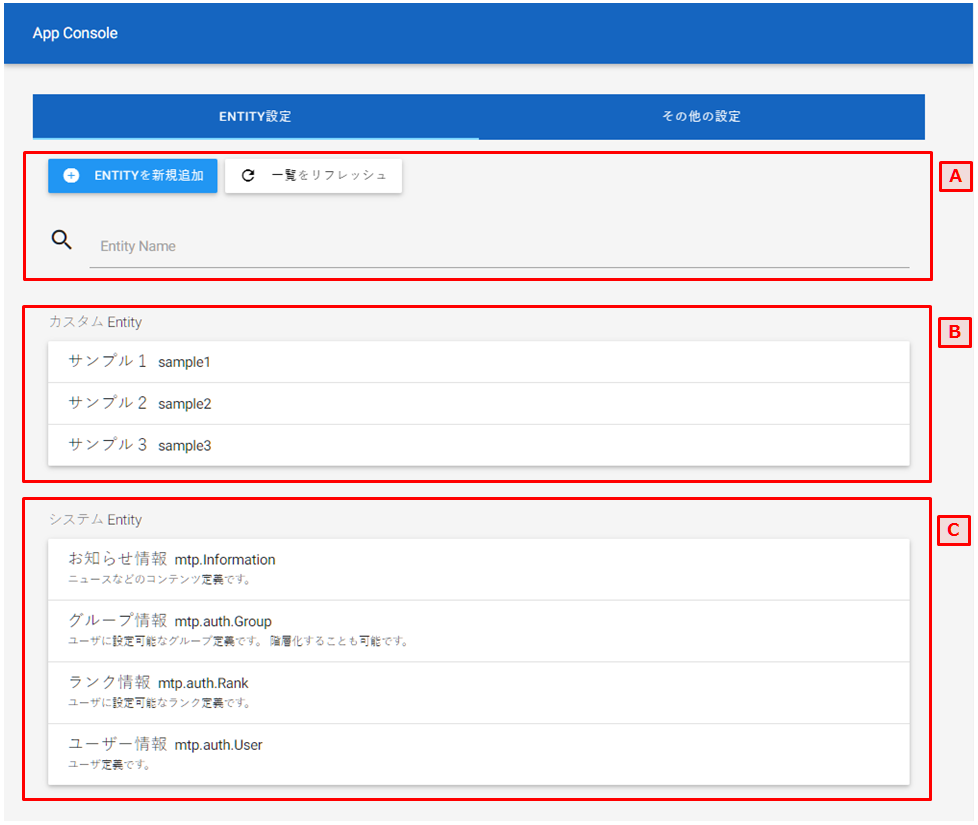 App Console
ENTITY設定 その他の設定
ENTITYを新規追加 一覧をリフレッシュ
A
Entity Name
カスタム Entity
B
サンプル１ sample1
サンプル２ sample2
サンプル３ sample3
システム Entity
C
お知らせ情報 mtp.Information
ニュースなどのコンテンツ定義です。
グループ情報 mtp.auth.Group
ユーザに設定可能なグループ定義です。 階層化することも可能です。
ランク情報 mtp.auth.Rank
ユーザに設定可能なランク定義です。
ユーザー情報 mtp.auth.User
ユーザ定義です。